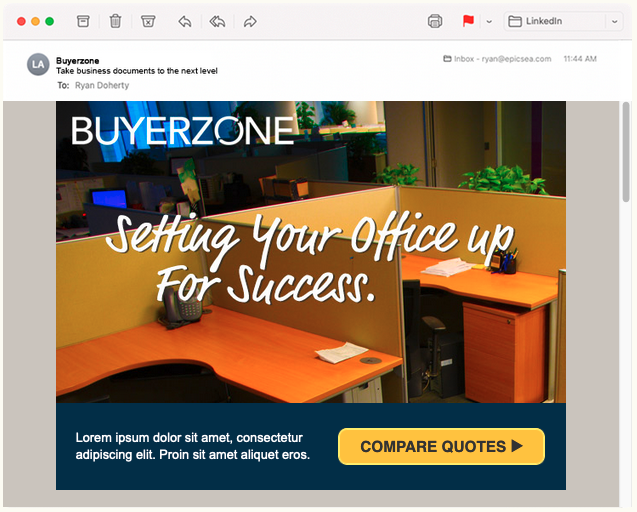 LinkedIn
LA
Buyerzone
Take business documents to the next level
To: Ryan Doherty
Inbox - ryan@epicsea.com
11:44 AM
BUYERZONE
Setting Your Office up
For Success.
Lorem ipsum dolor sit amet, consectetur
adipiscing elit. Proin sit amet aliquet eros.
COMPARE QUOTES